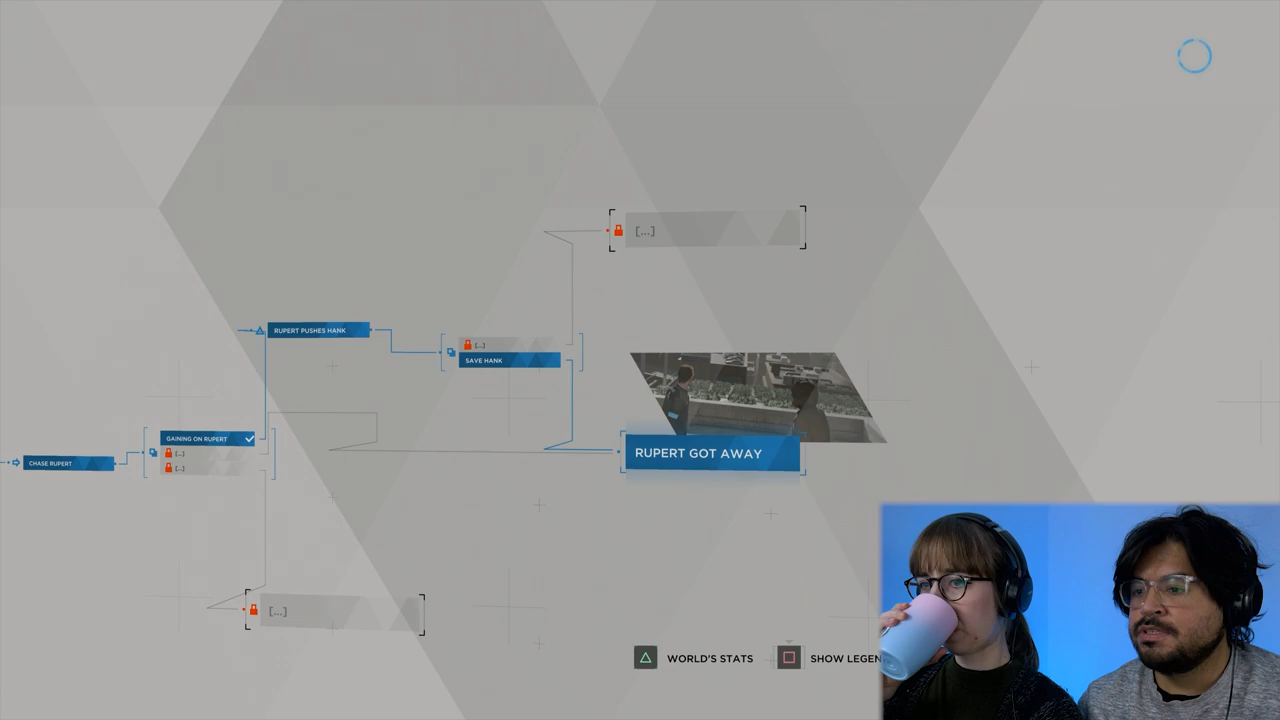 [...]
RUPERT PUSHES HANK
[...]
SAVE HANK
GAINING ON RUPERT
[...]
[...]
CHASE RUPERT
RUPERT GOT AWAY
[...]
WORLD'S STATS
SHOW LEGEN